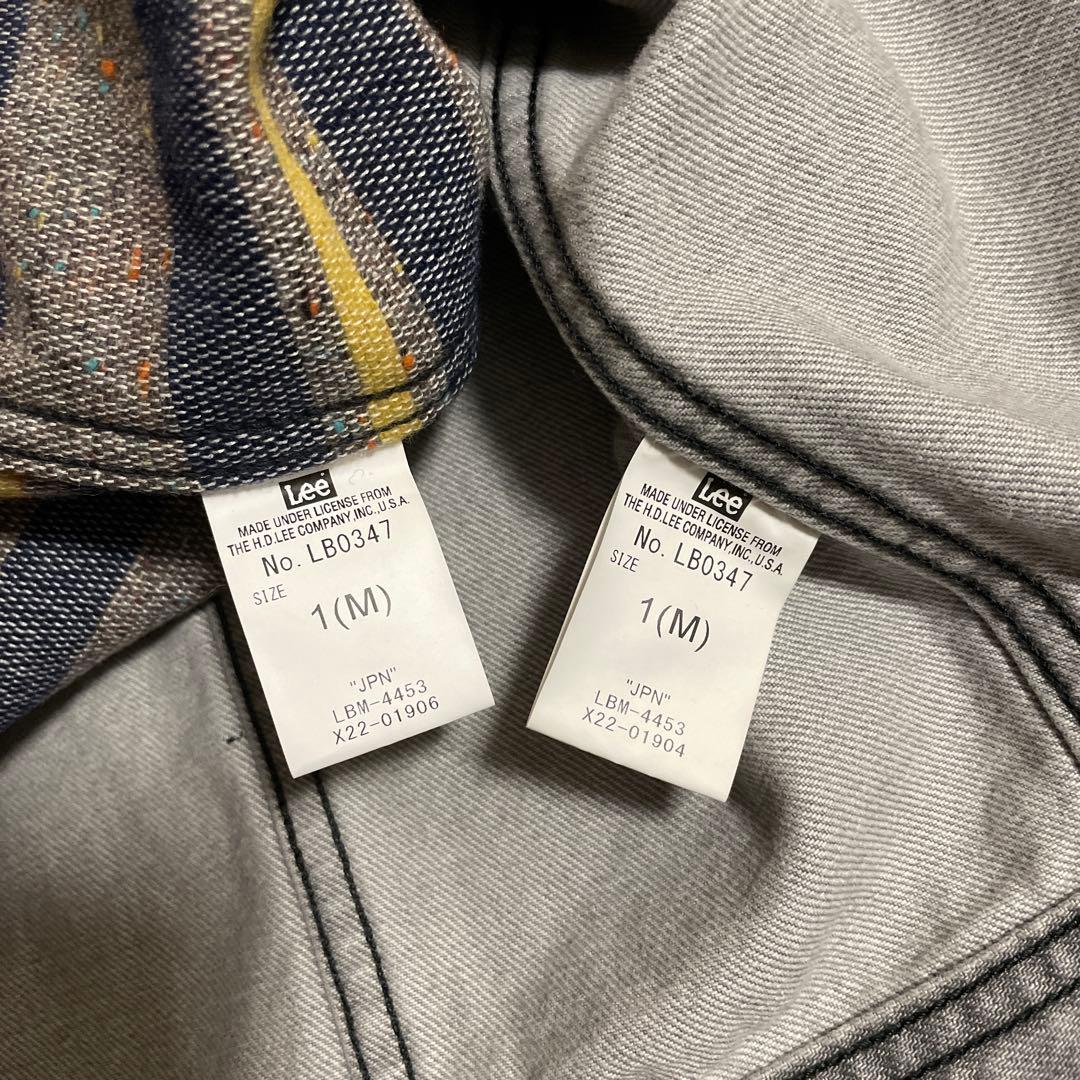 Lee
MADE UNDER LICENSE FROM
THE H.D.LEE COMPANY,INC.,U.S.A.
No. LB0347
SIZE
1(M)
"JPN"
LBM-4453
X22-01906
Lee
MADE UNDER LICENSE FROM
THE H.D.LEE COMPANY,INC.,U.S.A.
No. LB0347
SIZE
1(M)
"JPN"
LBM-4453
X22-01904